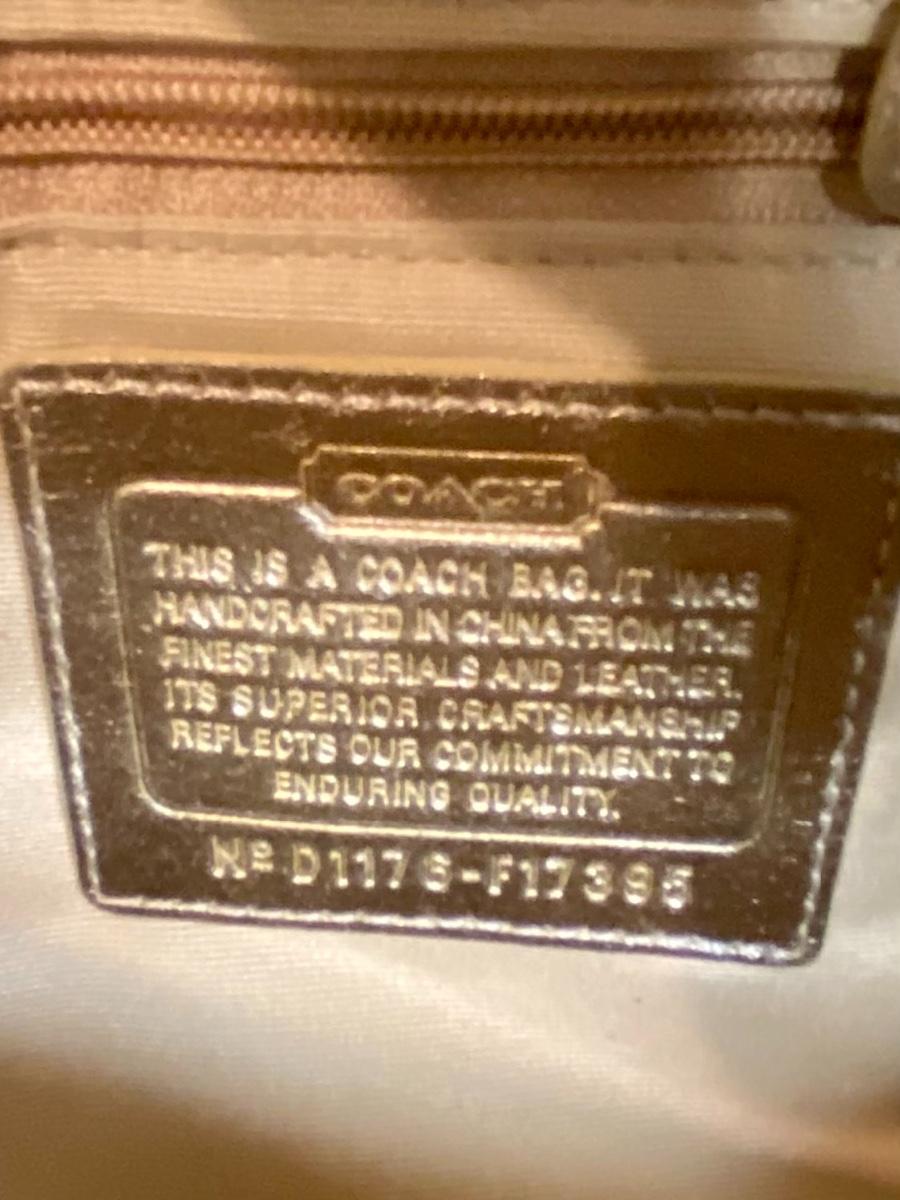 COACH
THIS IS A COACH BAG. IT WAS
HANDCRAFTED IN CHINA FROM THE
FINEST MATERIALS AND LEATHER.
ITS SUPERIOR CRAFTSMANSHIP
REFLECTS OUR COMMITMENT TO
ENDURING QUALITY.
Nº D1176-F17395